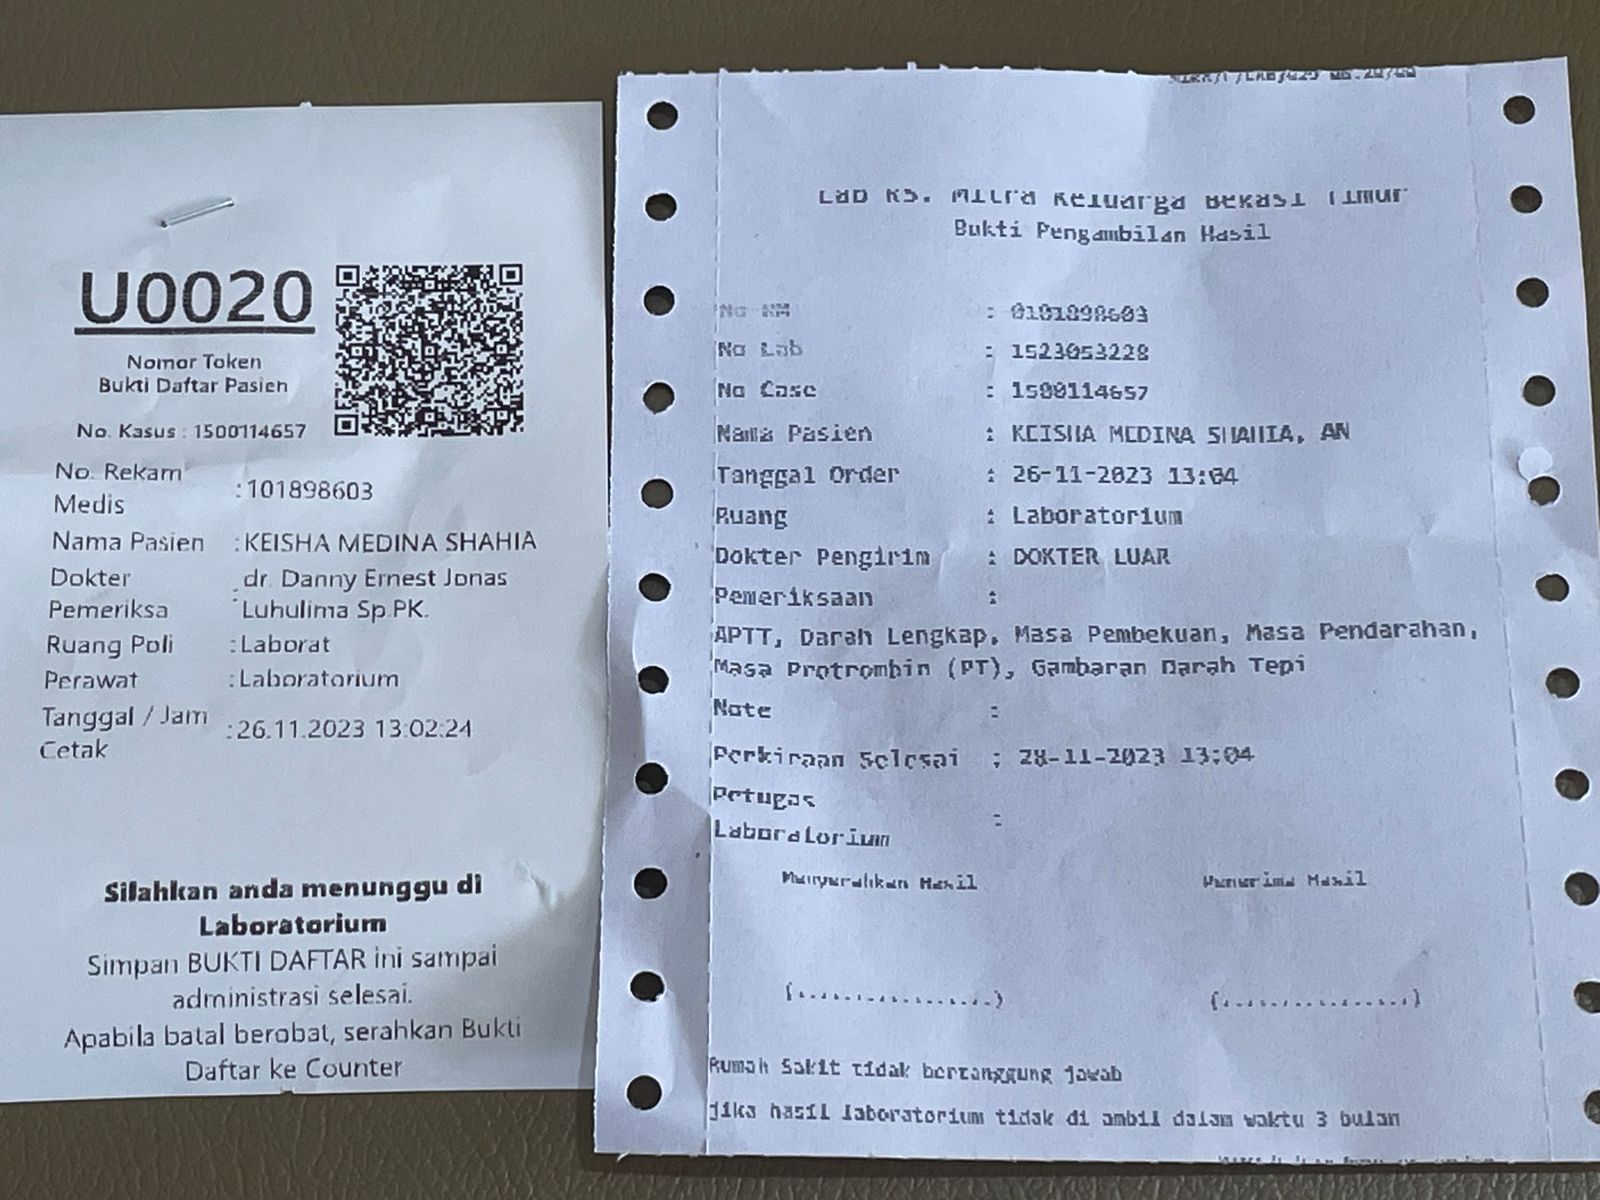 U0020
Nomor Token
Bukti Daftar Pasien
No. Kasus : 1500114657
No. Rekam Medis :101898603
Nama Pasien :KEISHA MEDINA SHAHIA
Dokter Pemeriksa : dr. Danny Ernest Jonas
Luhulima Sp.PK.
Ruang Poli :Laborat
Perawat :Laboratorium
Tanggal / Jam Cetak :26.11.2023 13:02:24
Silahkan anda menunggu di
Laboratorium
Simpan BUKTI DAFTAR ini sampai
administrasi selesai.
Apabila batal berobat, serahkan Bukti
Daftar ke Counter
Lab RS. Mitra Keluarga Bekasi Timur
Bukti Pengambilan Hasil
No RM : 0101898603
No Lab : 1523053228
No Case : 1500114657
Nama Pasien : KEISHA MEDINA SHAHIA, AN
Tanggal Order : 26-11-2023 13:04
Ruang : Laboratorium
Dokter Pengirim : DOKTER LUAR
Pemeriksaan :
APTT, Darah Lengkap, Masa Pembekuan, Masa Pendarahan,
Masa Protrombin (PT), Gambaran Darah Tepi
Note :
Perkiraan Selesai : 28-11-2023 13:04
Petugas
Laboratorium :
Menyerahkan Hasil Penerima Hasil
(..................) (..................)
Rumah Sakit tidak bertanggung jawab
jika hasil laboratorium tidak di ambil dalam waktu 3 bulan